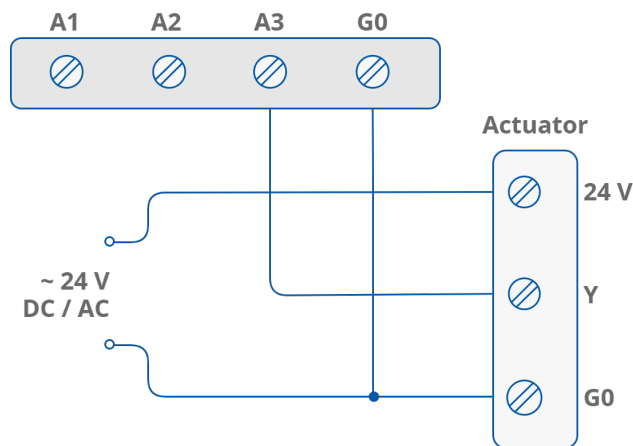 A1 A2 A3 G0
Actuator
24 V
~ 24 V
DC / AC
Y
G0